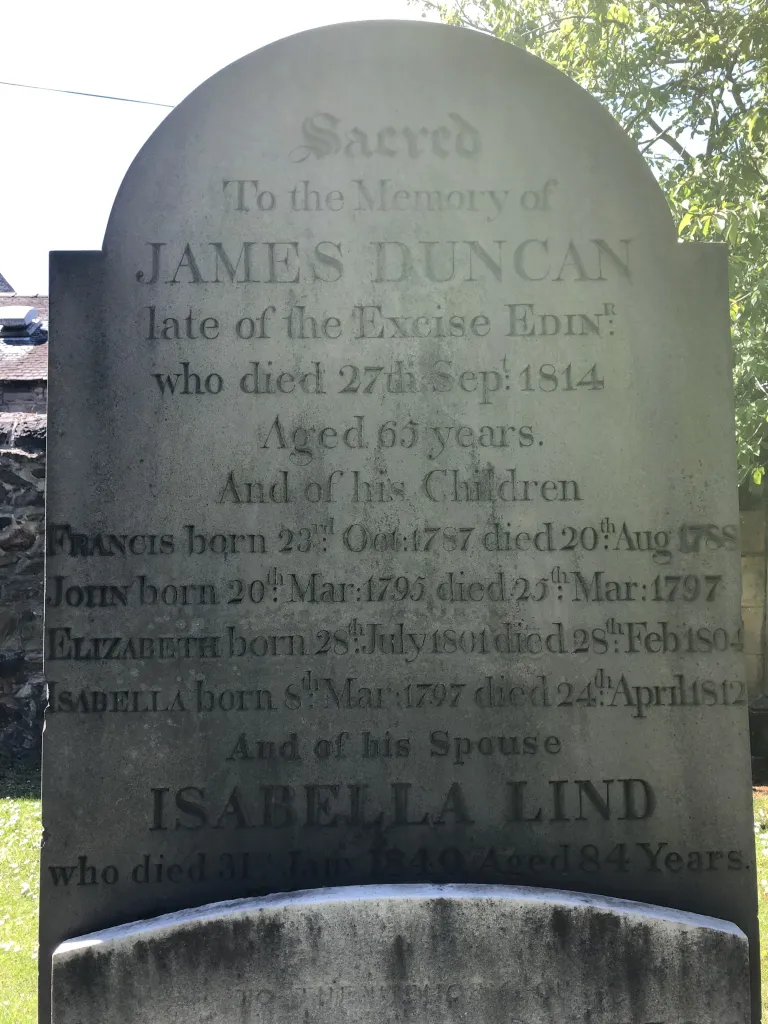 Sacred
To the Memory of
JAMES DUNCAN
late of the Excise EDINR.
who died 27th Sept. 1814
Aged 65 years.
And of his Children
FRANCIS born 23rd. Oct: 1787 died 20th. Aug 1788
JOHN born 20th. Mar: 1795 died 25th. Mar: 1797
ELIZABETH born 28th. July 1801 died 28th. Feb 1804
ISABELLA born 8th. Mar: 1797 died 24th. April 1812
And of his Spouse
ISABELLA LIND
who died 31 Jany 1849 Aged 84 Years.